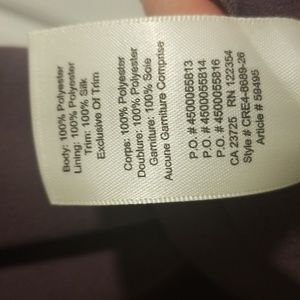 Body: 100% Polyester
Lining: 100% Polyester
Trim: 100% Silk
Exclusive Of Trim
Corps: 100% Polyester
Doublure: 100% Polyester
Garniture: 100% Soie
Aucune Garniture Comprise
P.O. # 4500055813
P.O. # 4500055814
P.O. # 4500055816
CA 23725 RN 122354
Style # CRE4-8689-26
Article # 59495